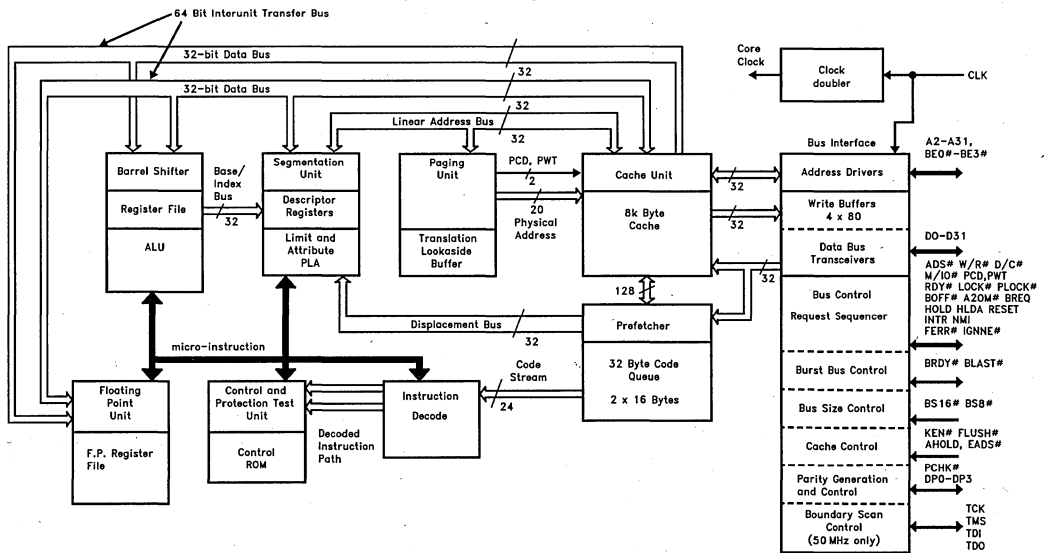 64 Bit Interunit Transfer Bus
32-bit Data Bus
32
32-bit Data Bus
32
32
Linear Address Bus
32
Core
Clock
Clock
doubler
CLK
Bus Interface
A2-A31,
BE0#-BE3#
Barrel Shifter
Register File
ALU
Base/
Index
Bus
32
Segmentation
Unit
Descriptor
Registers
Limit and
Attribute
PLA
Paging
Unit
Translation
Lookaside
Buffer
PCD, PWT
2
20
Physical
Address
Cache Unit
8k Byte
Cache
32
32
32
128
Address Drivers
Write Buffers
4 x 80
Data Bus
Transceivers
D0-D31
Bus Control
Request Sequencer
ADS# W/R# D/C#
M/IO# PCD,PWT
RDY# LOCK# PLOCK#
BOFF# A20M# BREQ
HOLD HLDA RESET
INTR NMI
FERR# IGNNE#
Burst Bus Control
BRDY# BLAST#
Bus Size Control
BS16# BS8#
Cache Control
KEN# FLUSH#
AHOLD, EADS#
Parity Generation
and Control
PCHK#
DP0-DP3
Boundary Scan
Control
(50 MHz only)
TCK
TMS
TDI
TDO
Displacement Bus
32
Prefetcher
32 Byte Code
Queue
2 x 16 Bytes
micro-instruction
Code
Stream
24
Floating
Point
Unit
F.P. Register
File
Control and
Protection Test
Unit
Control
ROM
Decoded
Instruction
Path
Instruction
Decode